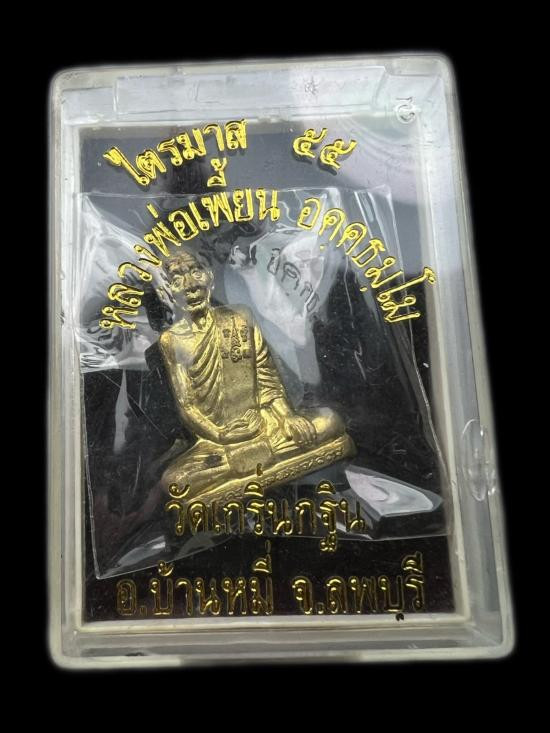 ไตรมาส ๕๕
หลวงพ่อเพี้ยน อคฺคธมฺโม
วัดเกริ่นกฐิน
อ.บ้านหมี่ จ.ลพบุรี